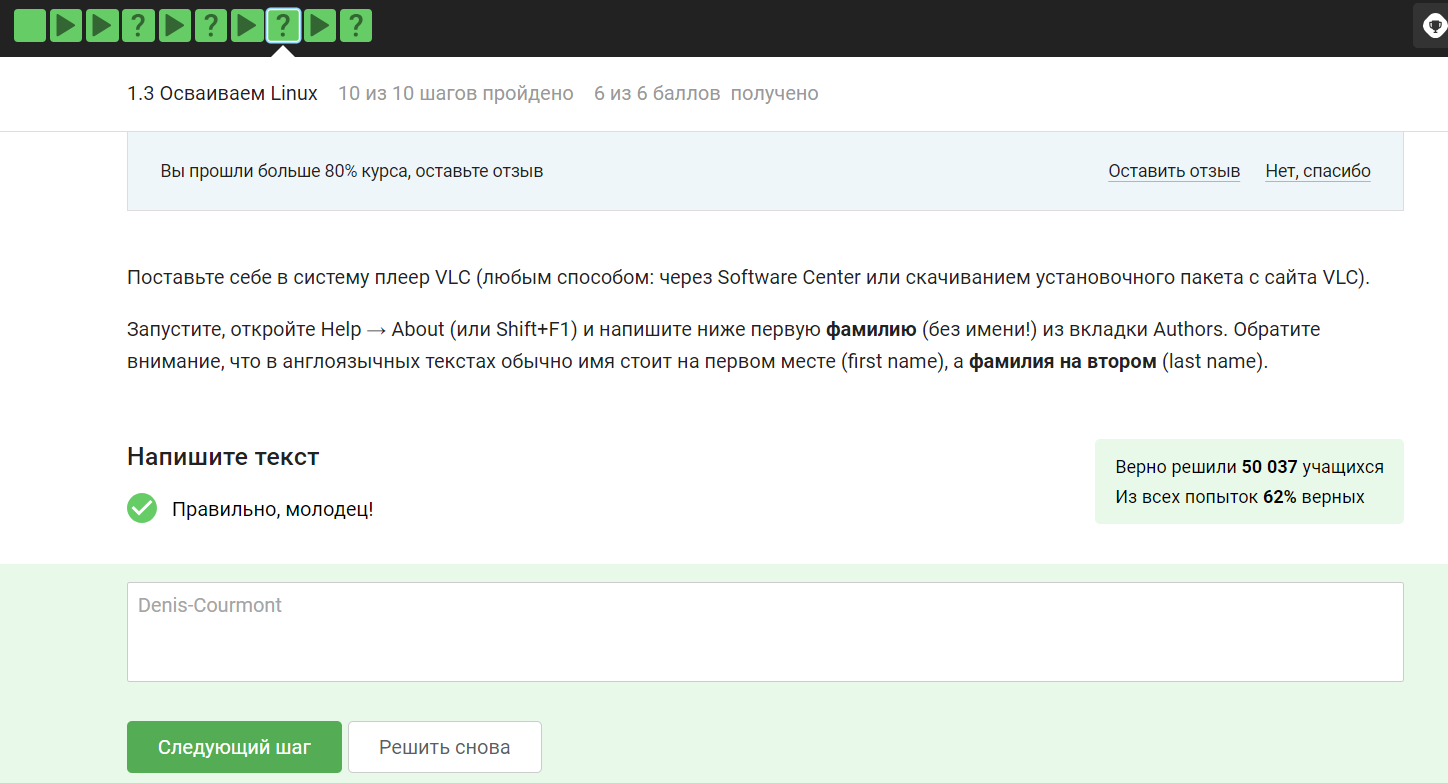 ? ? ? ?
1.3 Осваиваем Linux 10 из 10 шагов пройдено 6 из 6 баллов получено
Вы прошли больше 80% курса, оставьте отзыв Оставить отзыв Нет, спасибо
Поставьте себе в систему плеер VLC (любым способом: через Software Center или скачиванием установочного пакета с сайта VLC).
Запустите, откройте Help → About (или Shift+F1) и напишите ниже первую фамилию (без имени!) из вкладки Authors. Обратите
внимание, что в англоязычных текстах обычно имя стоит на первом месте (first name), а фамилия на втором (last name).
Напишите текст
Правильно, молодец!
Верно решили 50 037 учащихся
Из всех попыток 62% верных
Denis-Courmont
Следующий шаг Решить снова